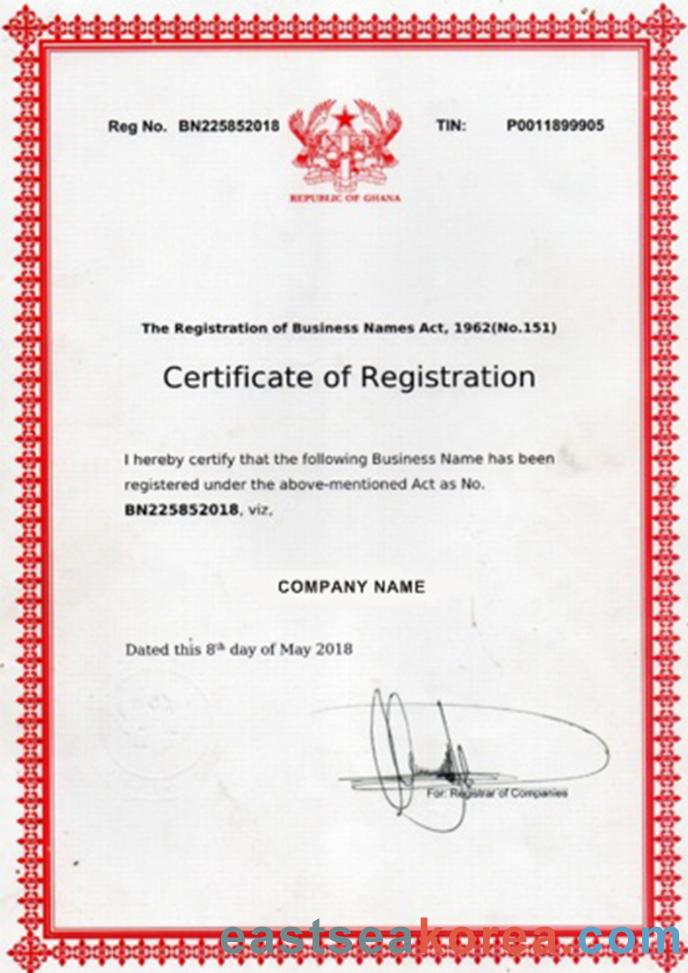 Reg No. BN225852018
TIN: P0011899905
REPUBLIC OF GHANA
The Registration of Business Names Act, 1962(No.151)
Certificate of Registration
I hereby certify that the following Business Name has been
registered under the above-mentioned Act as No.
BN225852018, viz,
COMPANY NAME
Dated this 8th day of May 2018
For: Registrar of Companies
eastseakorea.com